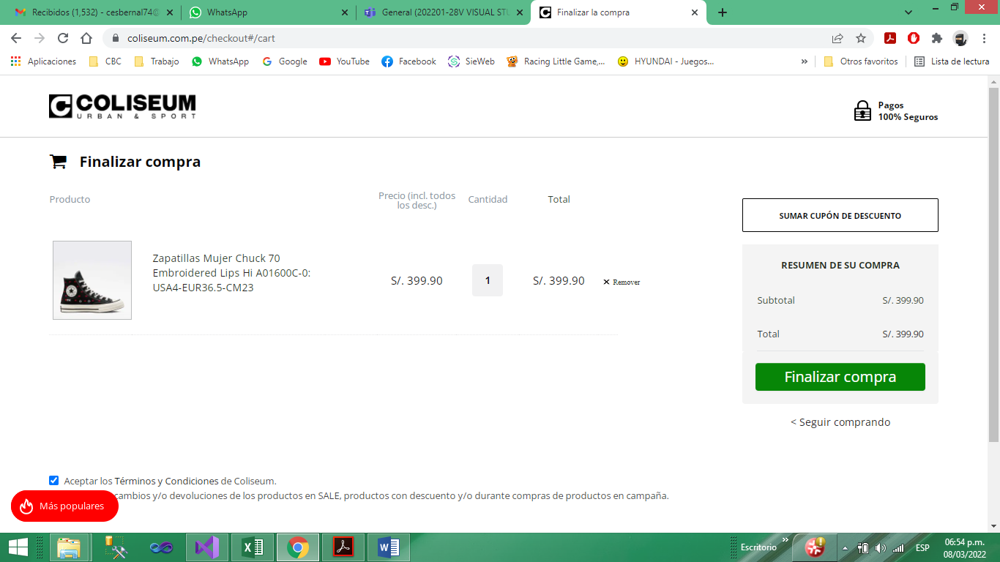 Recibidos (1,532) - cesbernal74@
WhatsApp
General (202201-28V VISUAL STU
Finalizar la compra
coliseum.com.pe/checkout#/cart
Aplicaciones
CBC
Trabajo
WhatsApp
Google
YouTube
Facebook
SieWeb
Racing Little Game,...
HYUNDAI - Juegos...
»
Otros favoritos
Lista de lectura
COLISEUM
URBAN & SPORT
Pagos
100% Seguros
Finalizar compra
Producto
Precio (incl. todos
los desc.)
Cantidad
Total
Zapatillas Mujer Chuck 70
Embroidered Lips Hi A01600C-0:
USA4-EUR36.5-CM23
S/. 399.90
1
S/. 399.90
× Remover
SUMAR CUPÓN DE DESCUENTO
RESUMEN DE SU COMPRA
Subtotal S/. 399.90
Total S/. 399.90
Finalizar compra
< Seguir comprando
Aceptar los Términos y Condiciones de Coliseum.
cambios y/o devoluciones de los productos en SALE, productos con descuento y/o durante compras de productos en campaña.
Más populares
Escritorio »
ESP
06:54 p.m.
08/03/2022